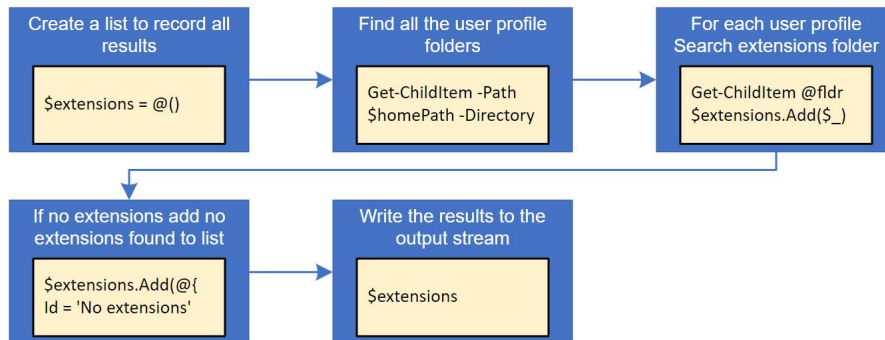 Create a list to record all
results
$extensions = @()
Find all the user profile
folders
Get-ChildItem -Path
$homePath -Directory
For each user profile
Search extensions folder
Get-ChildItem @fldr
$extensions.Add($_)
If no extensions add no
extensions found to list
$extensions.Add(@{
Id = 'No extensions'
Write the results to the
output stream
$extensions